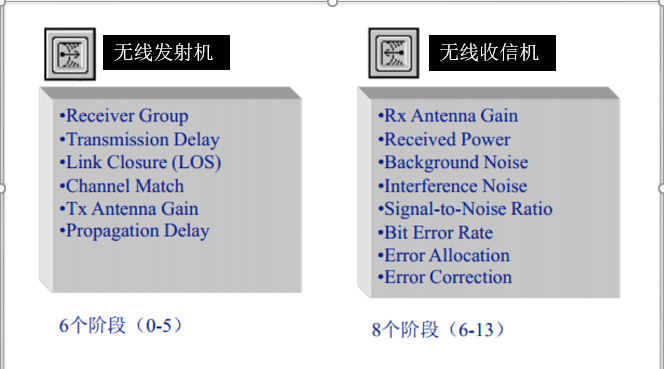 无线发射机
•Receiver Group
•Transmission Delay
•Link Closure (LOS)
•Channel Match
•Tx Antenna Gain
•Propagation Delay
6个阶段（0-5）
无线收信机
•Rx Antenna Gain
•Received Power
•Background Noise
•Interference Noise
•Signal-to-Noise Ratio
•Bit Error Rate
•Error Allocation
•Error Correction
8个阶段（6-13）